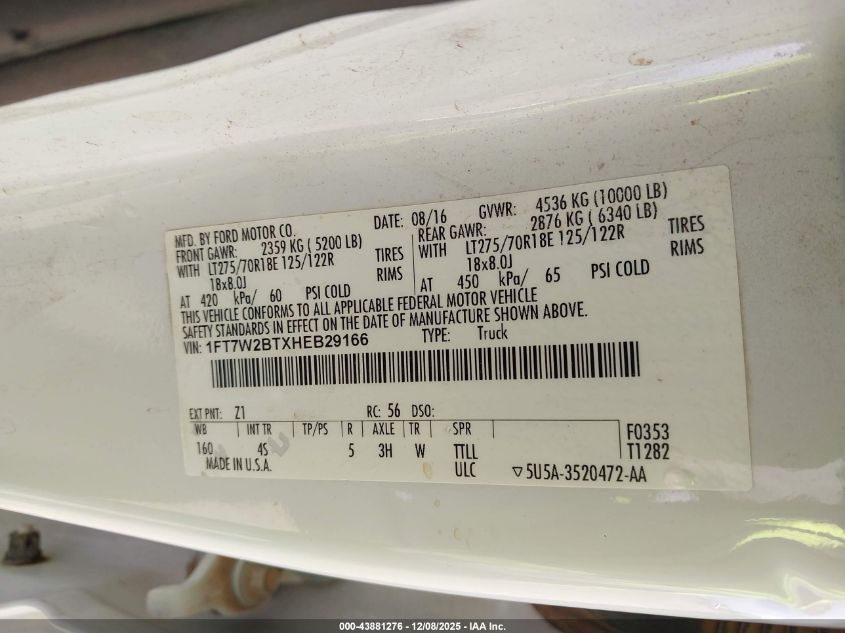 MFD. BY FORD MOTOR CO. DATE: 08/16 GVWR: 4536 KG (10000 LB)
FRONT GAWR: 2359 KG ( 5200 LB) REAR GAWR: 2876 KG ( 6340 LB)
WITH LT275/70R18E 125/122R TIRES WITH LT275/70R18E 125/122R TIRES
18x8.0J RIMS 18x8.0J RIMS
AT 420 kPa/ 60 PSI COLD AT 450 kPa/ 65 PSI COLD
THIS VEHICLE CONFORMS TO ALL APPLICABLE FEDERAL MOTOR VEHICLE
SAFETY STANDARDS IN EFFECT ON THE DATE OF MANUFACTURE SHOWN ABOVE.
VIN: 1FT7W2BTXHEB29166 TYPE: Truck
EXT PNT: Z1 RC: 56 DSO:
WB INT TR TP/PS R AXLE TR SPR F0353
160 4S 5 3H W TTLL T1282
MADE IN U.S.A. ULC ▽5U5A-3520472-AA
000-43881276 - 12/08/2025 - IAA Inc.